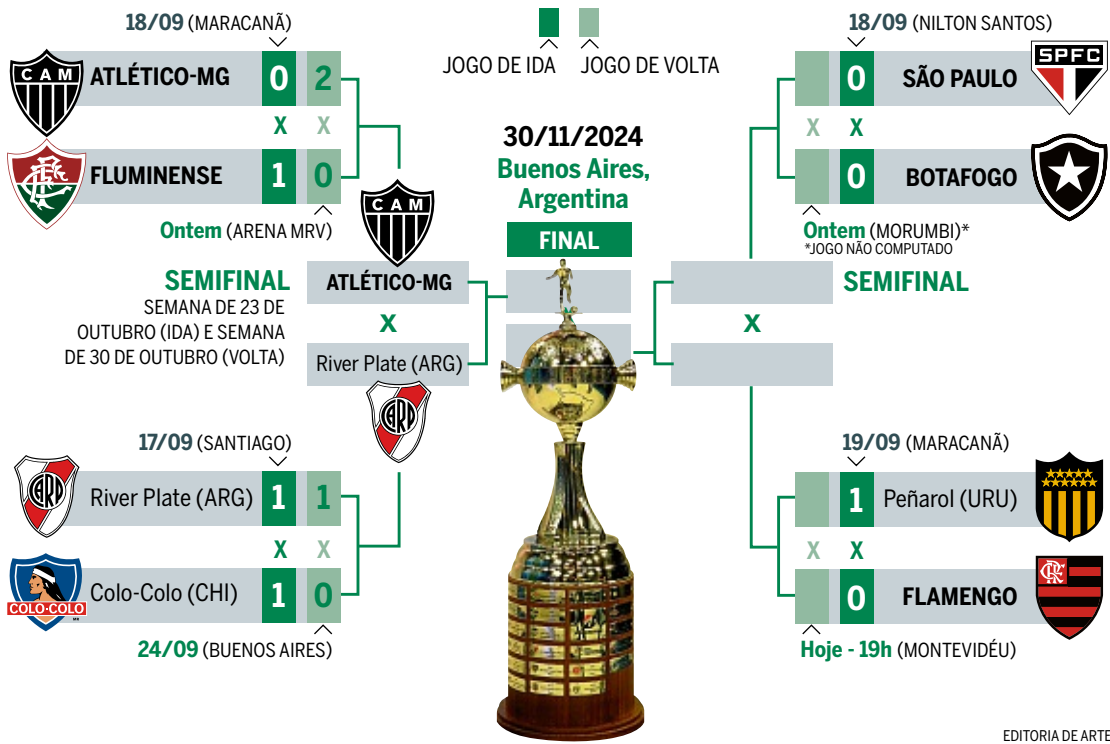 18/09 (MARACANÃ)
CAM
ATLÉTICO-MG
0
2
X
X
FLUMINENSE
1
0
Ontem (ARENA MRV)
JOGO DE IDA
JOGO DE VOLTA
30/11/2024
Buenos Aires,
Argentina
FINAL
18/09 (NILTON SANTOS)
0
SÃO PAULO
SPFC
X
X
0
BOTAFOGO
Ontem (MORUMBI)*
*JOGO NÃO COMPUTADO
SEMIFINAL
SEMANA DE 23 DE
OUTUBRO (IDA) E SEMANA
DE 30 DE OUTUBRO (VOLTA)
CAM
ATLÉTICO-MG
X
River Plate (ARG)
CARP
SEMIFINAL
X
17/09 (SANTIAGO)
CARP
River Plate (ARG)
1
1
X
X
COLO-COLO
Colo-Colo (CHI)
1
0
24/09 (BUENOS AIRES)
19/09 (MARACANÃ)
1
Peñarol (URU)
X
X
0
FLAMENGO
Hoje - 19h (MONTEVIDÉU)
EDITORIA DE ARTE